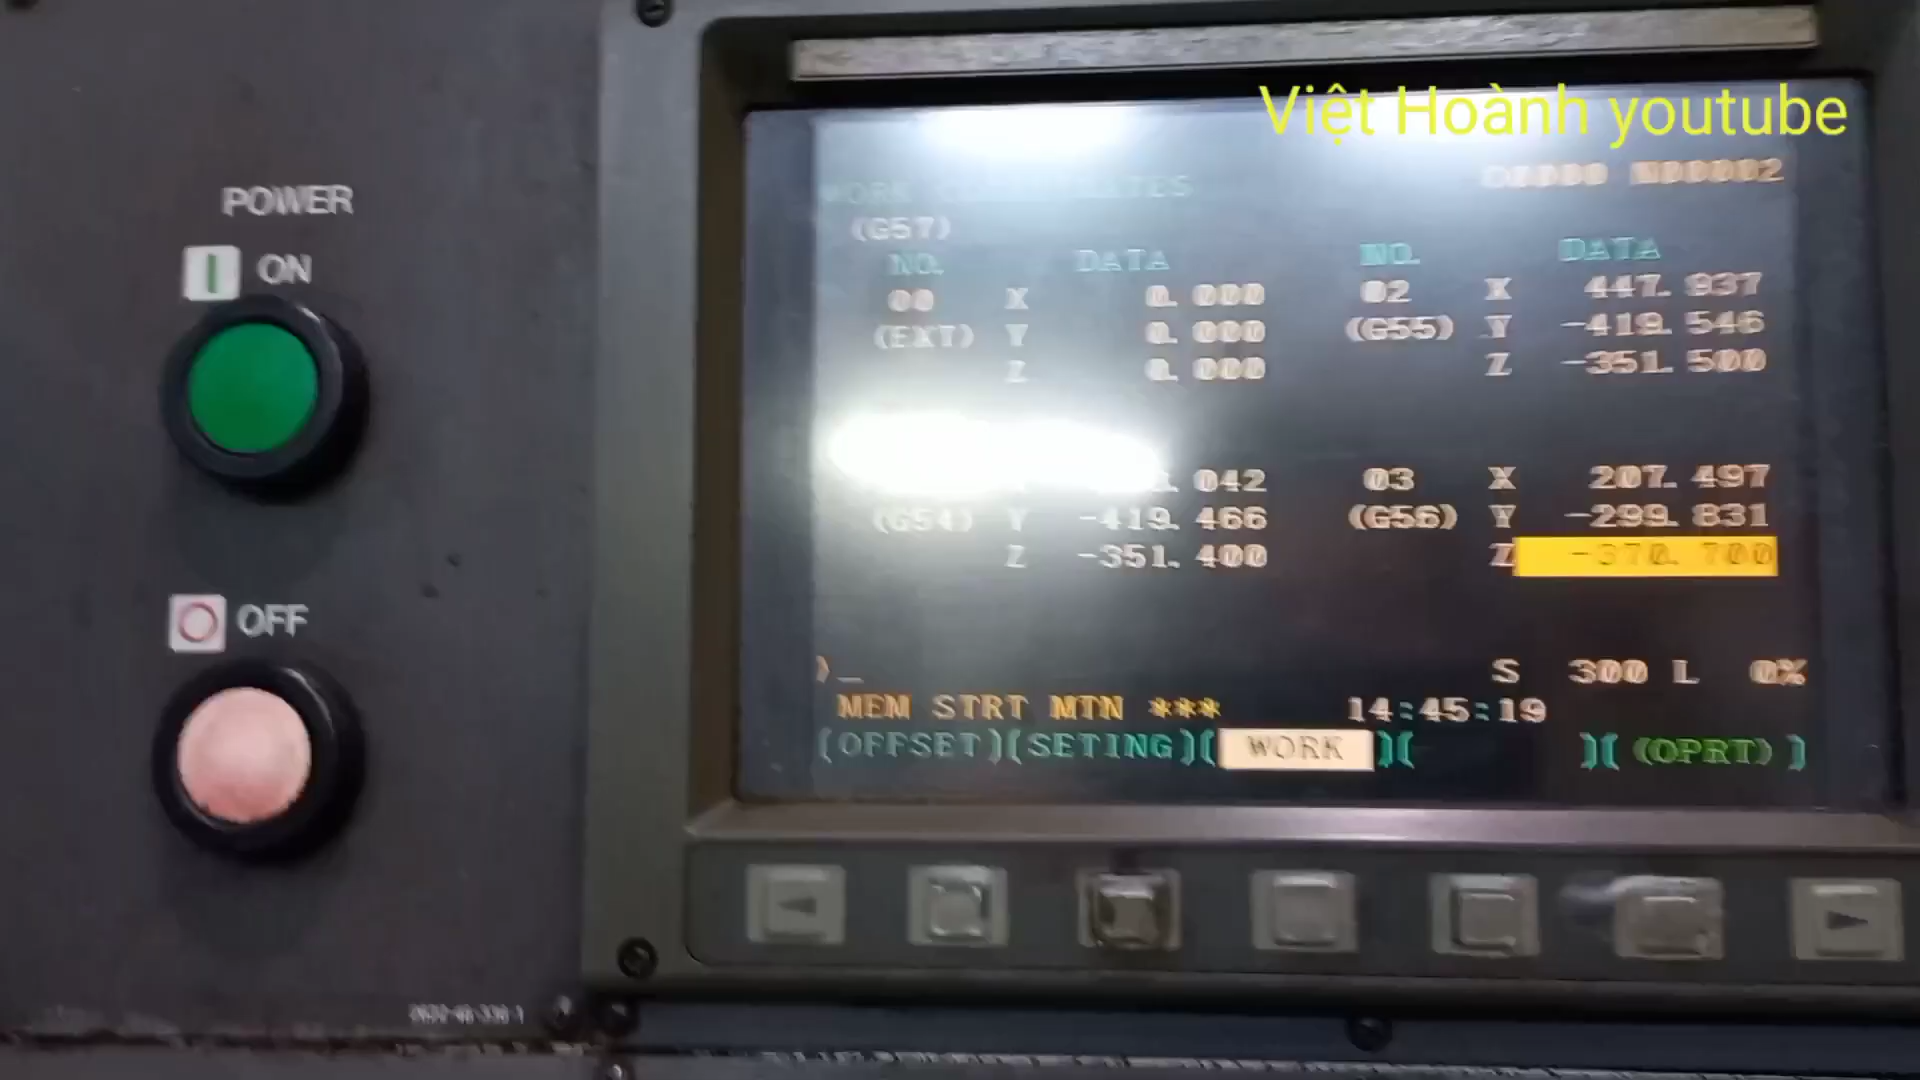 Việt Hoành youtube
POWER
ON
OFF
WORK
N00002
(G57)
NO. DATA NO. DATA
00 X 0.000 02 X 447.937
(EXT) Y 0.000 (G55) Y -419.546
Z 0.000 Z -351.500
042 03 X 207.497
(G54) Y -419.466 (G56) Y -299.831
Z -351.400 Z -370.700
>_ S 300 L 0%
MEM STRT MTN *** 14:45:19
(OFFSET)(SETING)( WORK )( )( (OPRT) )